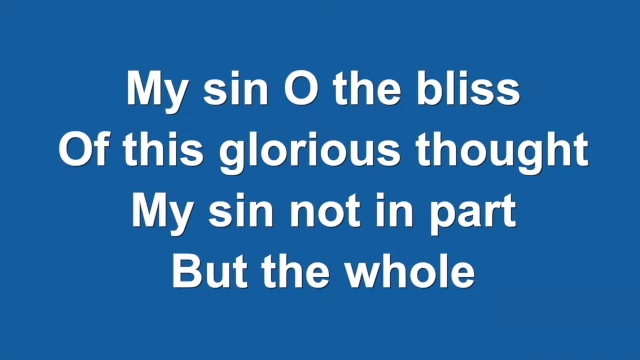 My sin O the bliss
Of this glorious thought
My sin not in part
But the whole